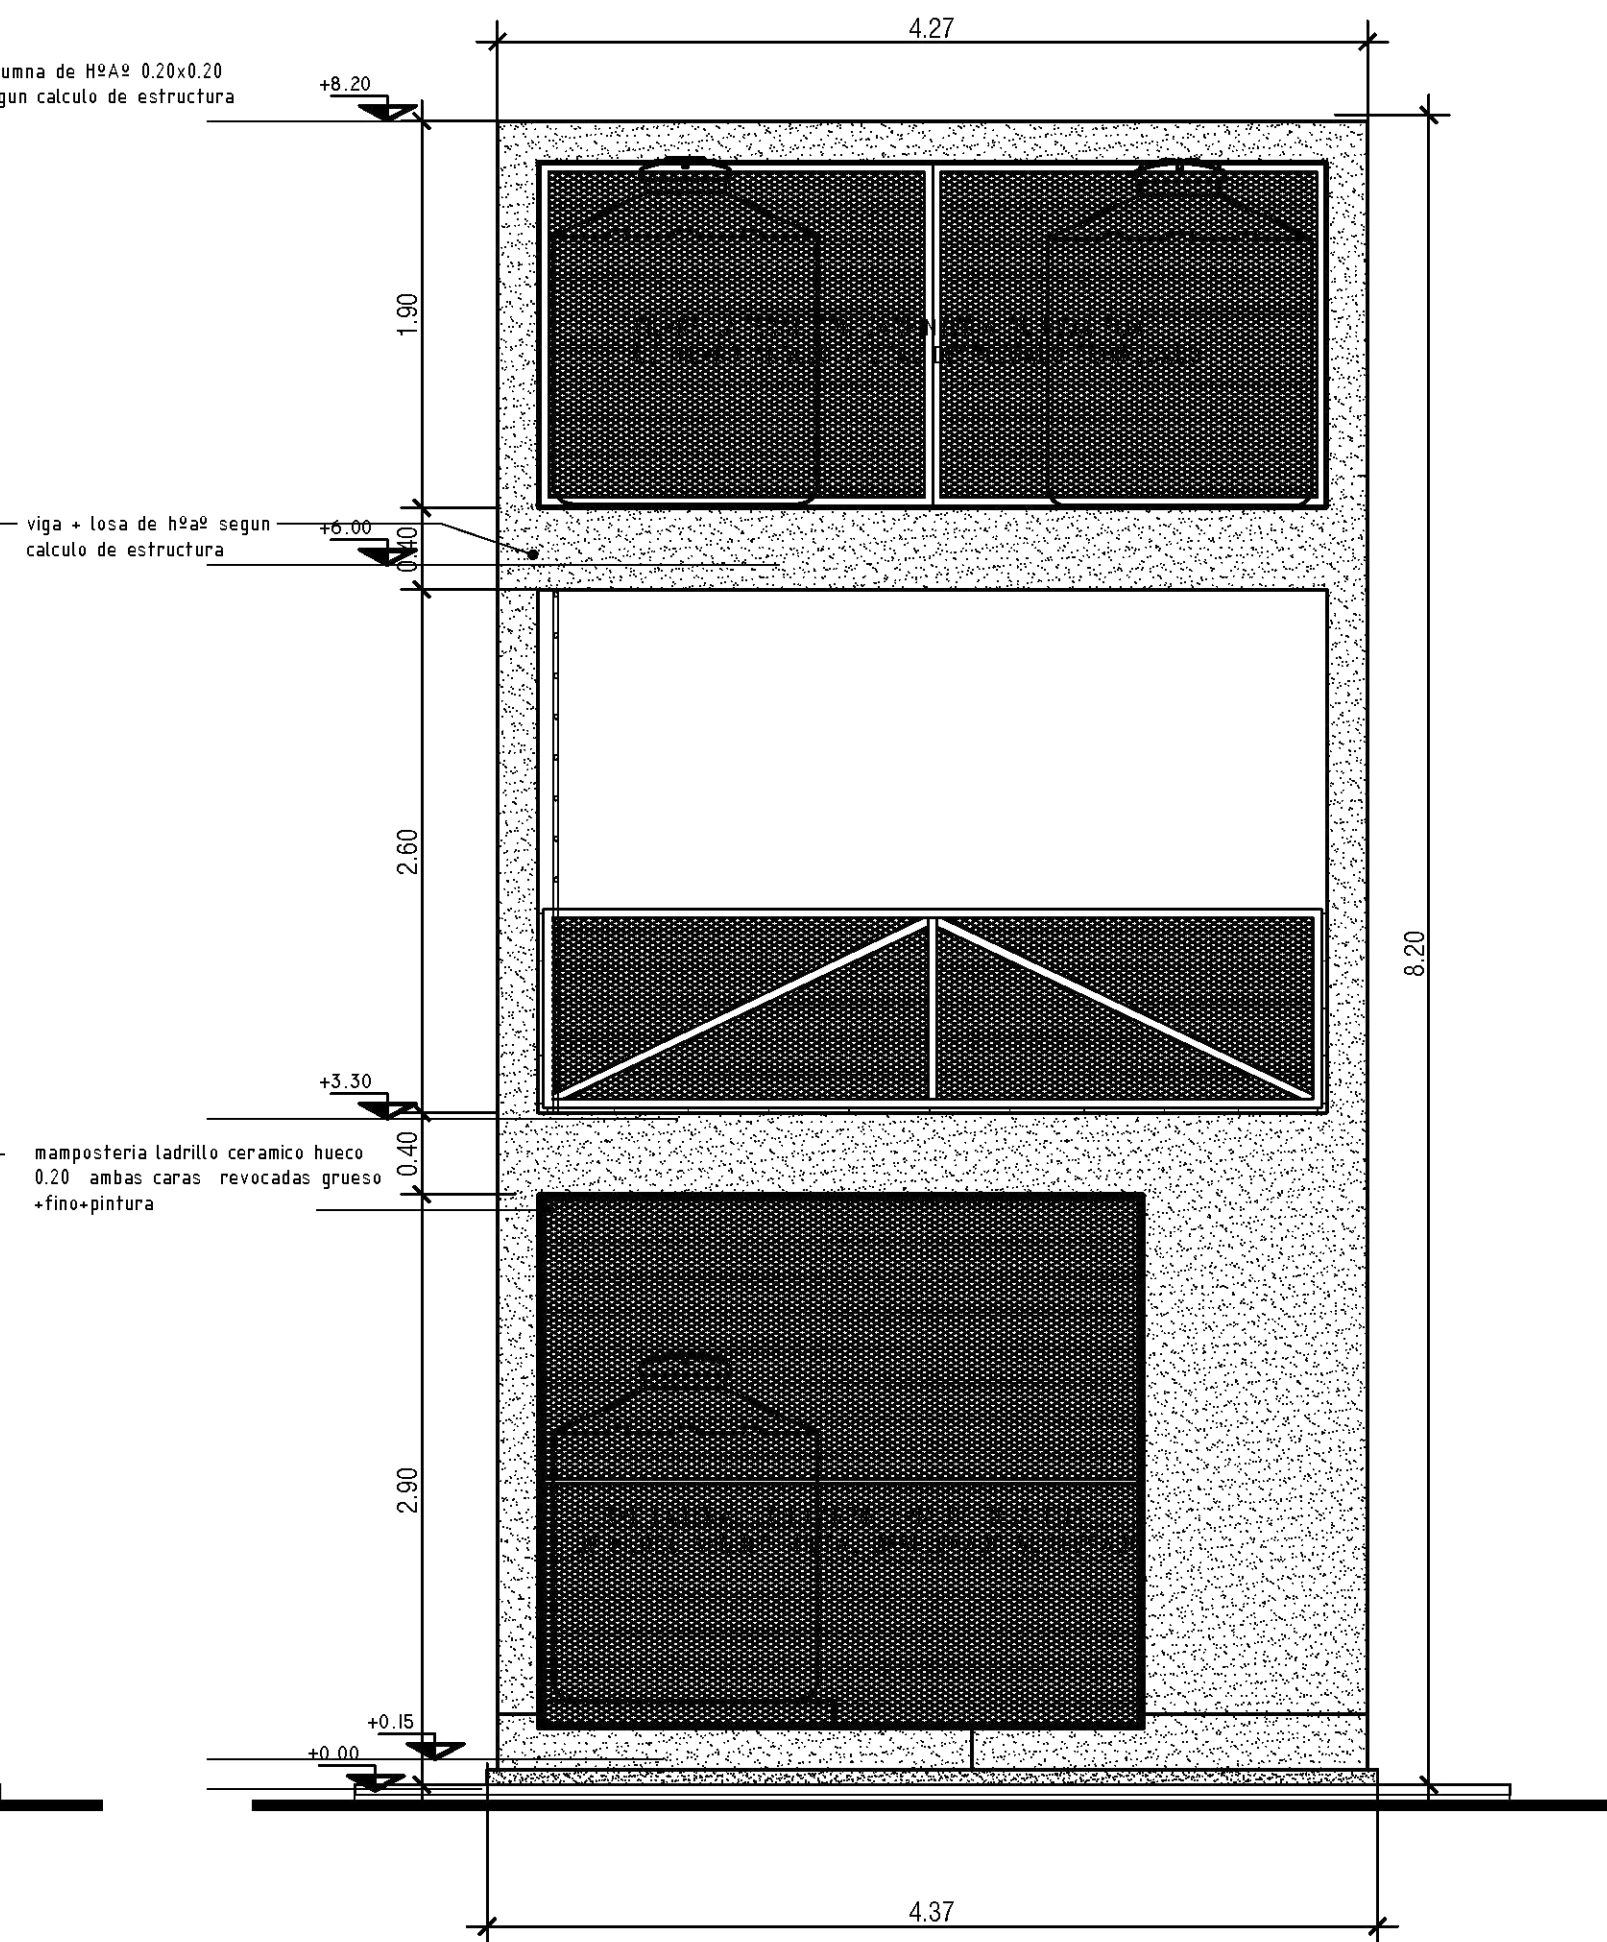 4.27
umna de HºAº 0.20x0.20
gun calculo de estructura
+8.20
1.90
viga + losa de hºaº segun
calculo de estructura
+6.00
0.40
2.60
8.20
+3.30
mamposteria ladrillo ceramico hueco
0.20 ambas caras revocadas grueso
+fino+pintura
0.40
2.90
+0.15
+0.00
4.37